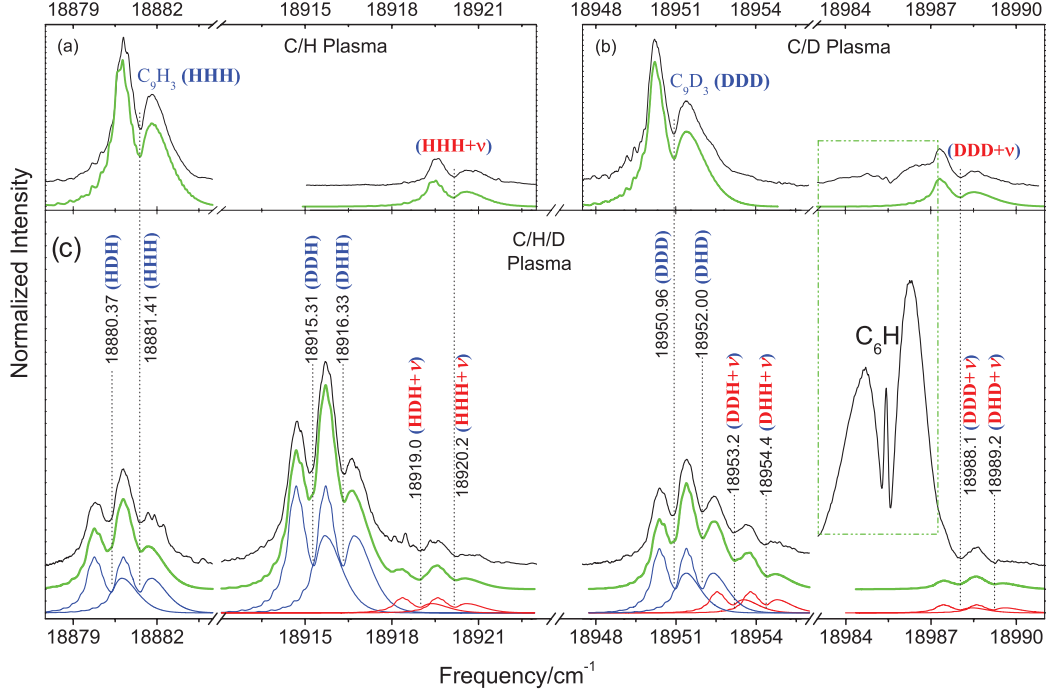 18879 18882 18915 18918 18921 18948 18951 18954 18984 18987 18990
(a) C/H Plasma
(b) C/D Plasma
C9H3 (HHH)
C9D3 (DDD)
(HHH+ν)
(DDD+ν)
Normalized Intensity
(c)
C/H/D
Plasma
18880.37 (HDH)
18881.41 (HHH)
18915.31 (DDH)
18916.33 (DHH)
18919.0 (HDH+ν)
18920.2 (HHH+ν)
18950.96 (DDD)
18952.00 (DHD)
18953.2 (DDH+ν)
18954.4 (DHH+ν)
C6H
18988.1 (DDD+ν)
18989.2 (DHD+ν)
18879 18882 18915 18918 18921 18948 18951 18954 18984 18987 18990
Frequency/cm-1